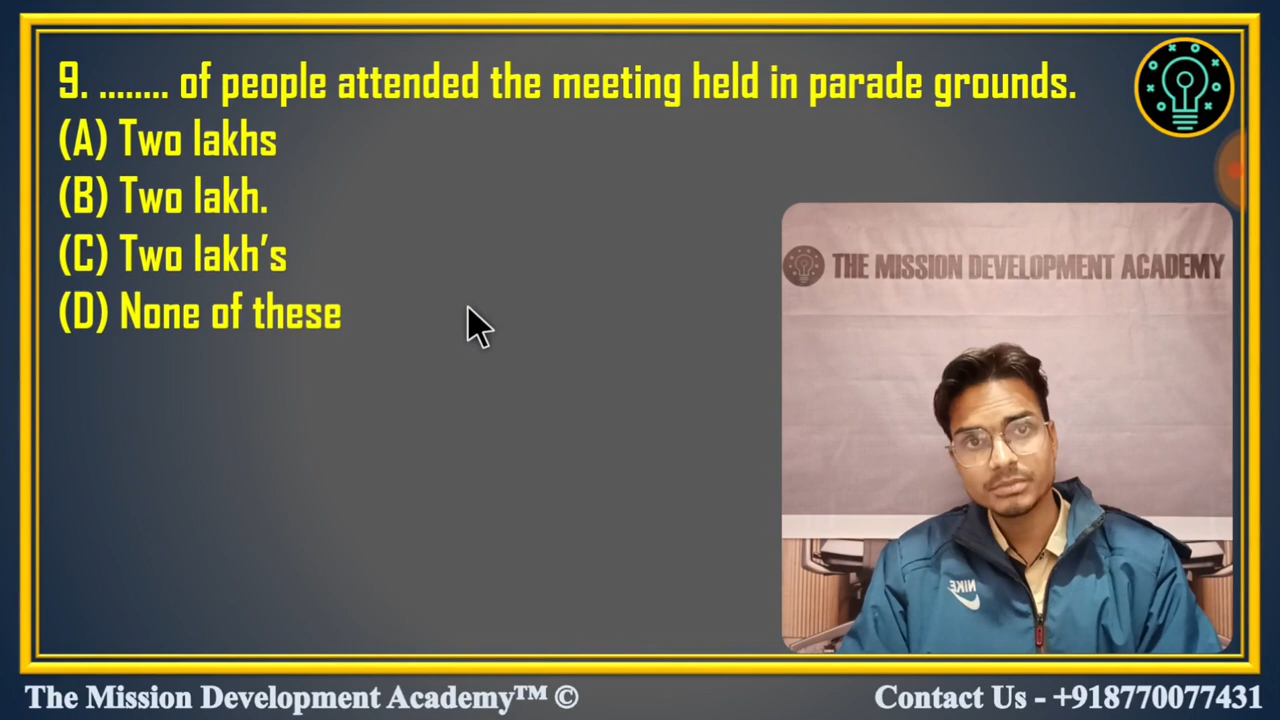 9. ........ of people attended the meeting held in parade grounds.
(A) Two lakhs
(B) Two lakh.
(C) Two lakh’s
(D) None of these
THE MISSION DEVELOPMENT ACADEMY
NIKE
The Mission Development Academy™ ©
Contact Us - +918770077431